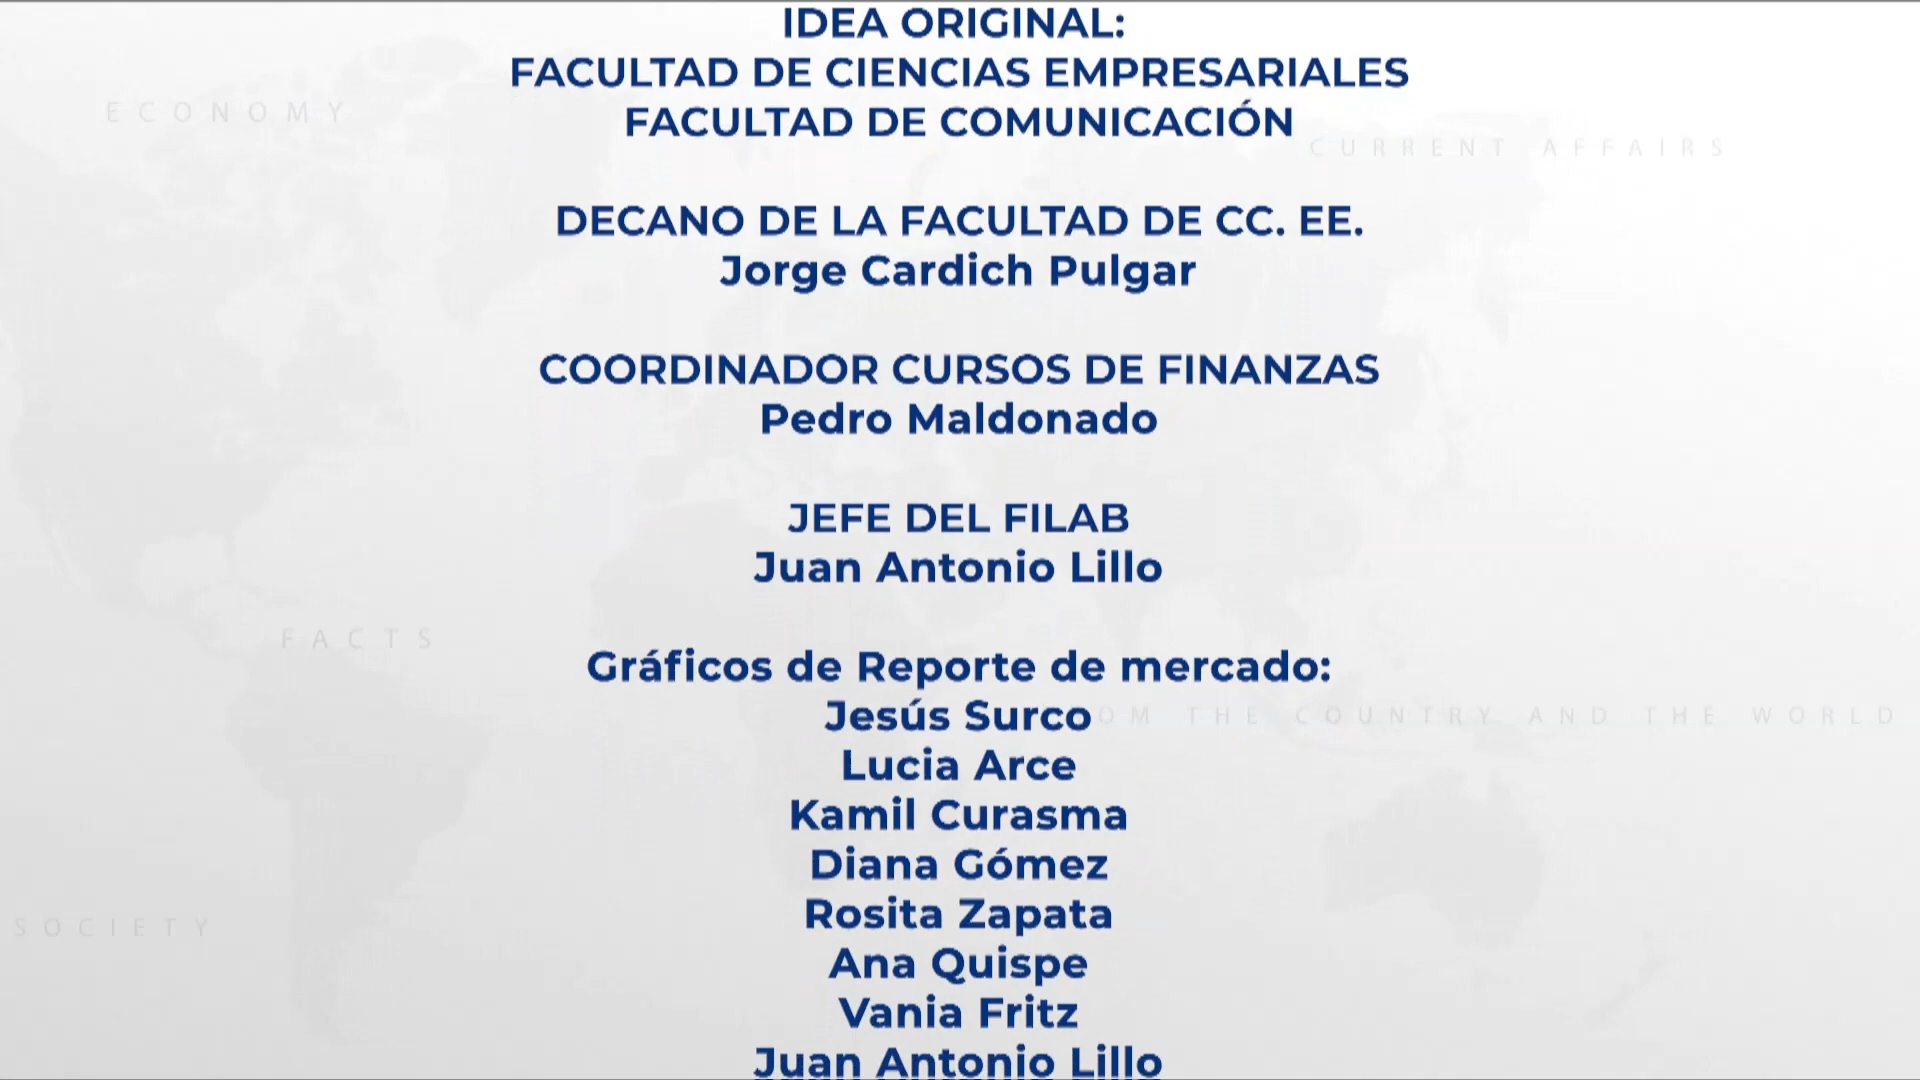 IDEA ORIGINAL:
FACULTAD DE CIENCIAS EMPRESARIALES
ECONOMY
FACULTAD DE COMUNICACIÓN
CURRENT AFFAIRS
DECANO DE LA FACULTAD DE CC. EE.
Jorge Cardich Pulgar
COORDINADOR CURSOS DE FINANZAS
Pedro Maldonado
JEFE DEL FILAB
Juan Antonio Lillo
FACTS
Gráficos de Reporte de mercado:
Jesús Surco
THE COUNTRY AND THE WORLD
Lucia Arce
Kamil Curasma
Diana Gómez
Rosita Zapata
SOCIETY
Ana Quispe
Vania Fritz
Juan Antonio Lillo